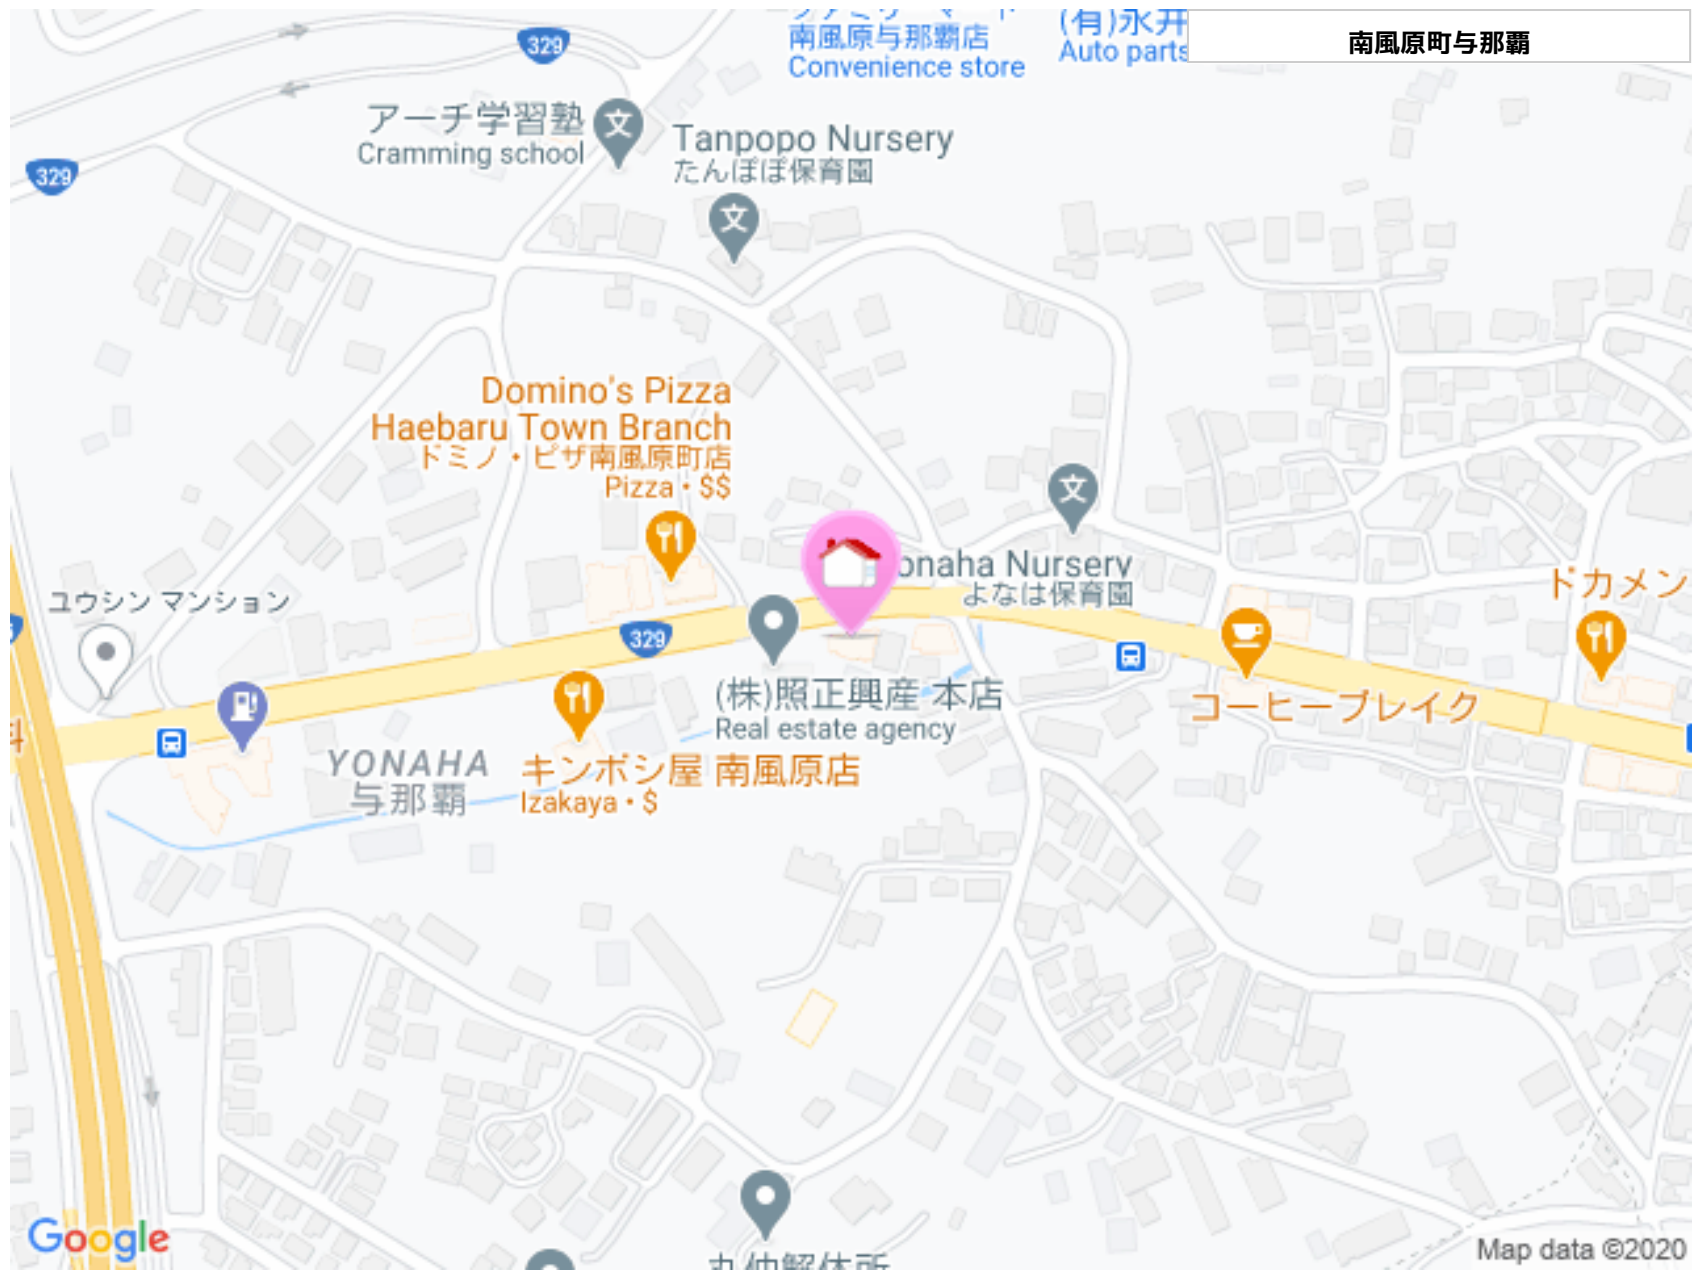 南風原町与那覇
南風原与那覇店
Convenience store
(有)永井
Auto parts
329
アーチ学習塾
Cramming school
Tanpopo Nursery
たんぽぽ保育園
329
Domino's Pizza
Haebaru Town Branch
ドミノ・ピザ南風原町店
Pizza • $$
onaha Nursery
よなは保育園
ドカメン
ユウシン マンション
329
(株)照正興産 本店
Real estate agency
コーヒーブレイク
料
YONAHA
与那覇
キンボシ屋 南風原店
Izakaya • $
Google
Map data ©2020